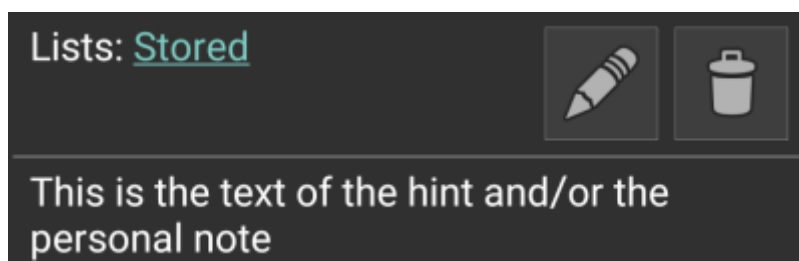 Lists: Stored
This is the text of the hint and/or the
personal note